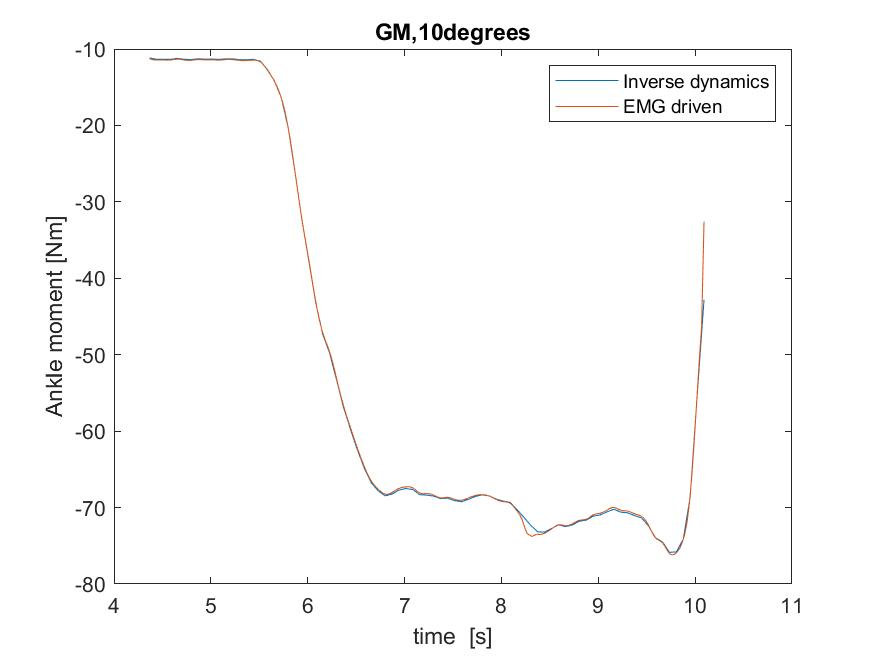 GM,10degrees
Inverse dynamics
EMG driven
Ankle moment [Nm]
-10
-20
-30
-40
-50
-60
-70
-80
4 5 6 7 8 9 10 11
time [s]